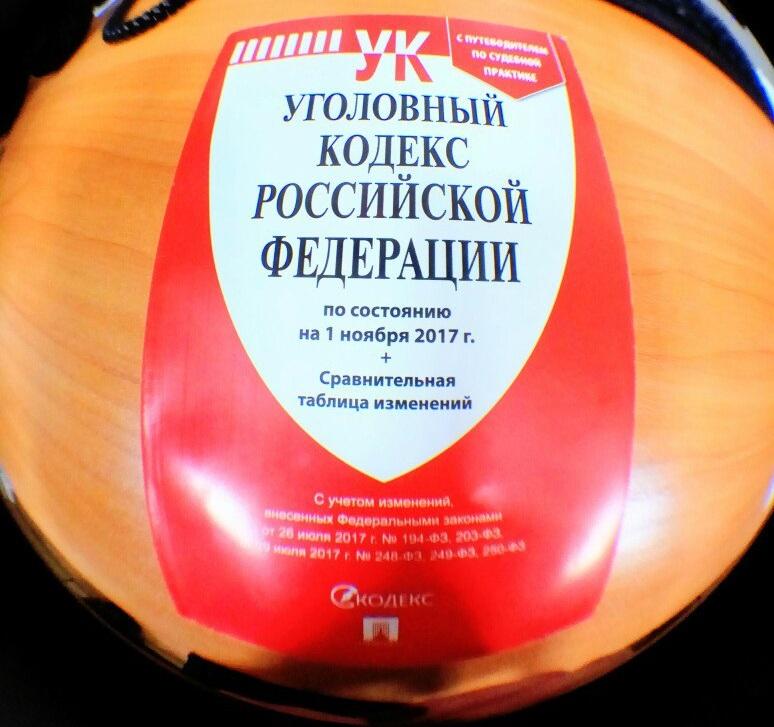 УК
С ПУТЕВОДИТЕЛЕМ
ПО СУДЕБНОЙ
ПРАКТИКЕ
УГОЛОВНЫЙ
КОДЕКС
РОССИЙСКОЙ
ФЕДЕРАЦИИ
по состоянию
на 1 ноября 2017 г.
+
Сравнительная
таблица изменений
С учетом изменений,
внесенных Федеральными законами
от 26 июля 2017 г. № 194-ФЗ, 203-ФЗ,
июля 2017 г. № 248-ФЗ, 249-ФЗ, 250-ФЗ
КОДЕКС